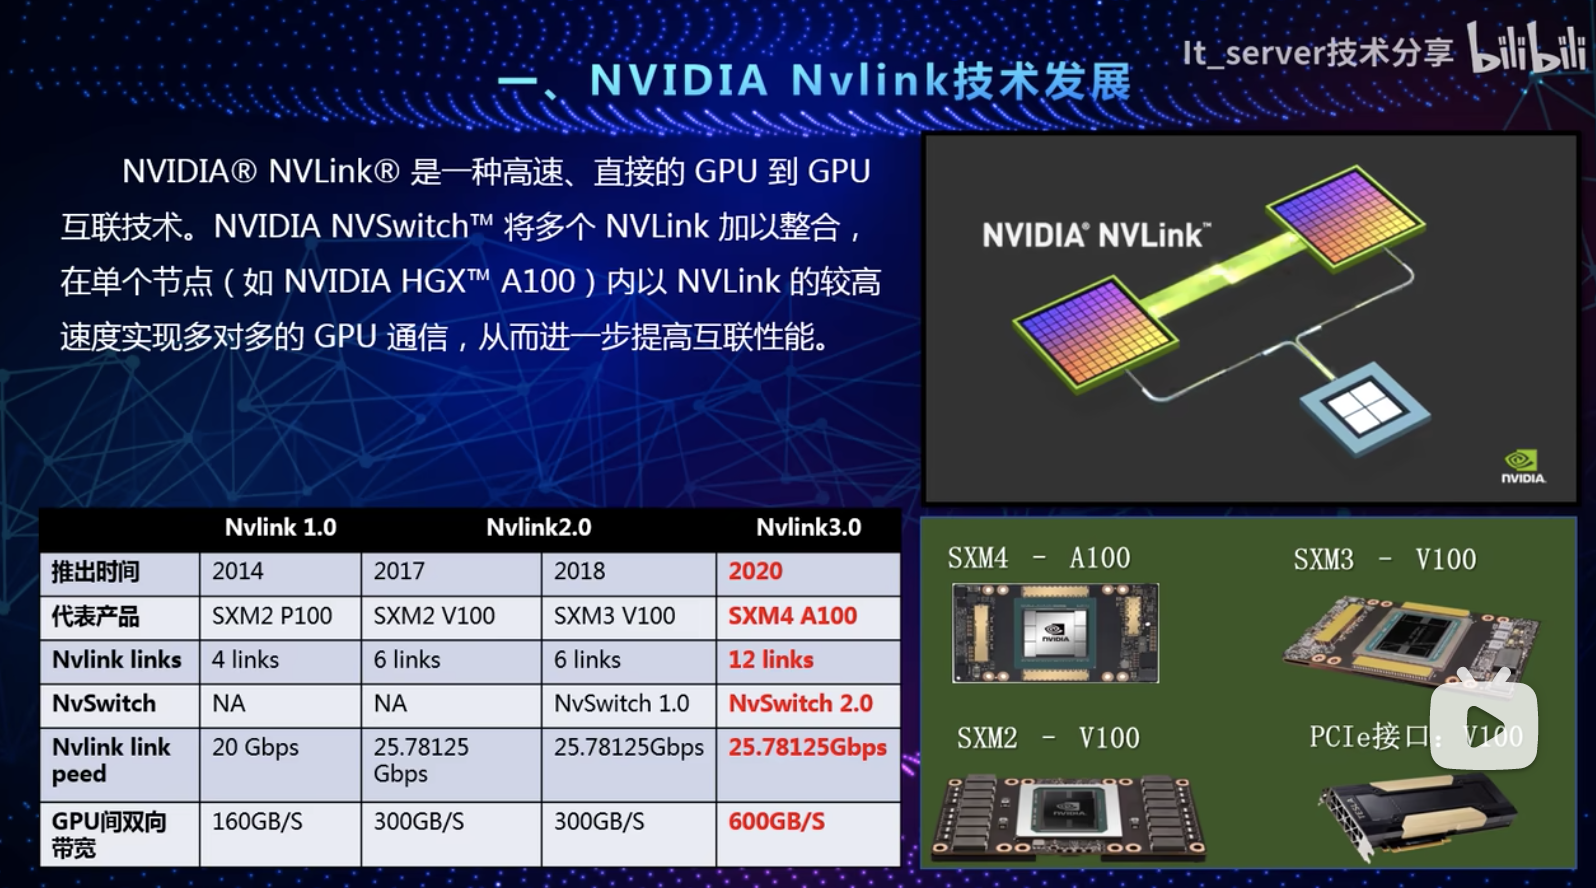 It_server技术分享 bilibili
一、NVIDIA Nvlink技术发展
NVIDIA® NVLink® 是一种高速、直接的 GPU 到 GPU
互联技术。NVIDIA NVSwitch™ 将多个 NVLink 加以整合，
在单个节点（如 NVIDIA HGX™ A100）内以 NVLink 的较高
速度实现多对多的 GPU 通信，从而进一步提高互联性能。
NVIDIA® NVLink™
NVIDIA.
Nvlink 1.0 Nvlink2.0 Nvlink3.0
推出时间 2014 2017 2018 2020
代表产品 SXM2 P100 SXM2 V100 SXM3 V100 SXM4 A100
Nvlink links 4 links 6 links 6 links 12 links
NvSwitch NA NA NvSwitch 1.0 NvSwitch 2.0
Nvlink link 20 Gbps 25.78125 25.78125Gbps 25.78125Gbps
peed Gbps
GPU间双向 160GB/S 300GB/S 300GB/S 600GB/S
带宽
SXM4 - A100
NVIDIA
SXM3 - V100
SXM2 - V100
NVIDIA.
PCIe接口: V100
TESLA